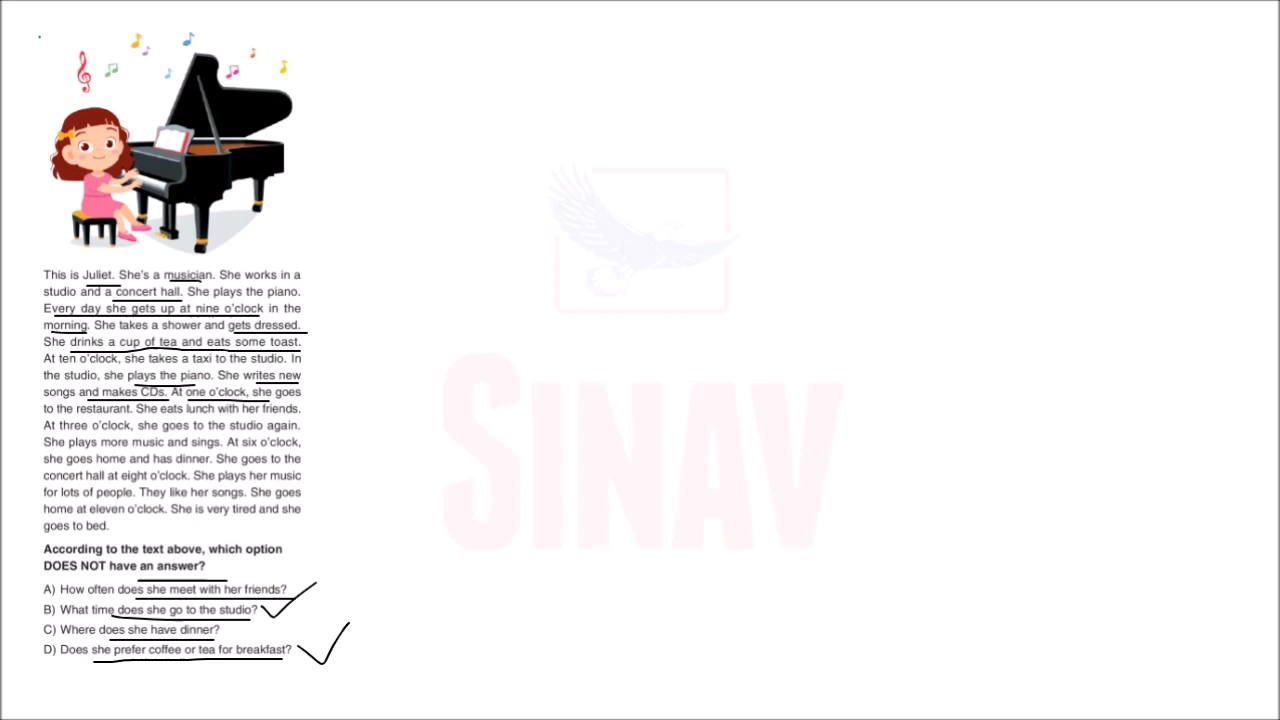 This is Juliet. She's a musician. She works in a
studio and a concert hall. She plays the piano.
Every day she gets up at nine o'clock in the
morning. She takes a shower and gets dressed.
She drinks a cup of tea and eats some toast.
At ten o'clock, she takes a taxi to the studio. In
the studio, she plays the piano. She writes new
songs and makes CDs. At one o'clock, she goes
to the restaurant. She eats lunch with her friends.
At three o'clock, she goes to the studio again.
She plays more music and sings. At six o'clock,
she goes home and has dinner. She goes to the
concert hall at eight o'clock. She plays her music
for lots of people. They like her songs. She goes
home at eleven o'clock. She is very tired and she
goes to bed.
According to the text above, which option
DOES NOT have an answer?
A) How often does she meet with her friends?
B) What time does she go to the studio?
C) Where does she have dinner?
D) Does she prefer coffee or tea for breakfast?
SINAV